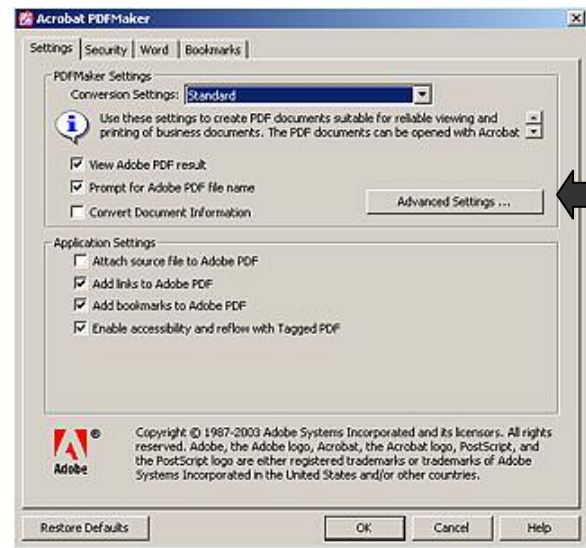 Acrobat PDFMaker
Settings Security Word Bookmarks
PDFMaker Settings
Conversion Settings: Standard
Use these settings to create PDF documents suitable for reliable viewing and
printing of business documents. The PDF documents can be opened with Acrobat
View Adobe PDF result
Prompt for Adobe PDF file name
Convert Document Information
Advanced Settings ...
Application Settings
Attach source file to Adobe PDF
Add links to Adobe PDF
Add bookmarks to Adobe PDF
Enable accessibility and reflow with Tagged PDF
Adobe ®
Copyright © 1987-2003 Adobe Systems Incorporated and its licensors. All rights
reserved. Adobe, the Adobe logo, Acrobat, the Acrobat logo, PostScript, and
the PostScript logo are either registered trademarks or trademarks of Adobe
Systems Incorporated in the United States and/or other countries.
Restore Defaults OK Cancel Help